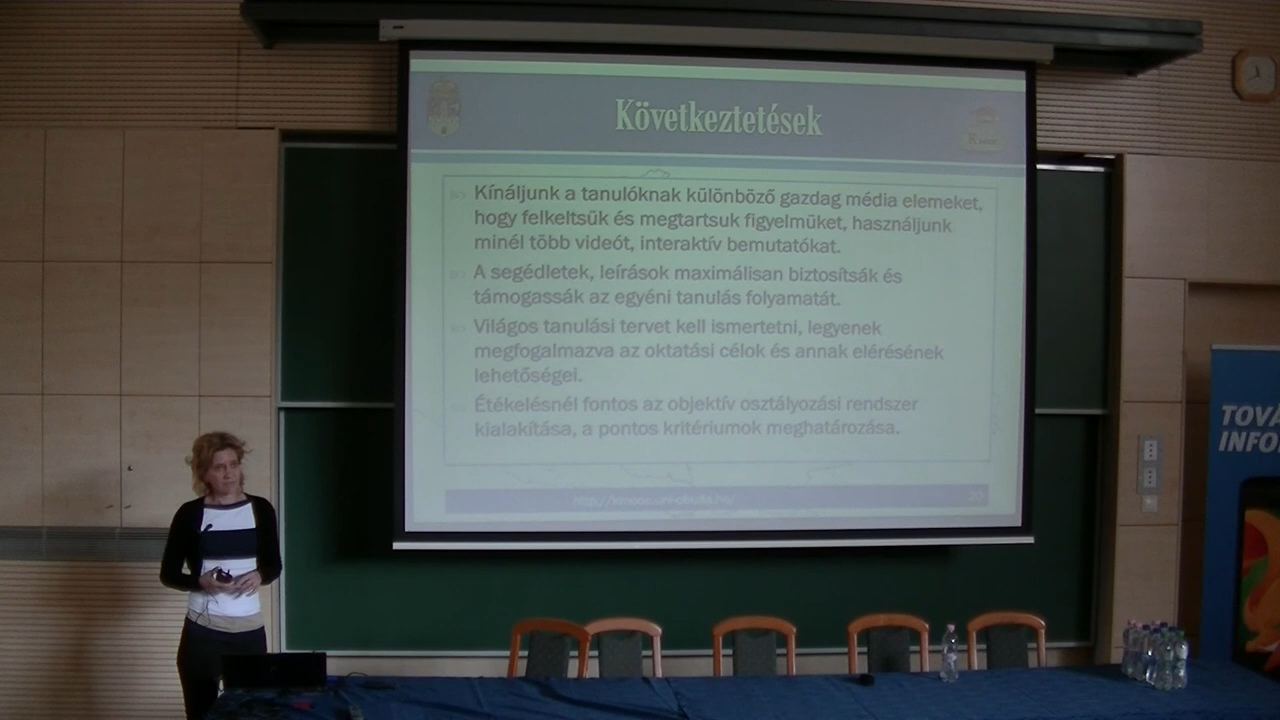 Következtetések
Kínáljunk a tanulóknak különböző gazdag média elemeket,
hogy felkeltsük és megtartsuk figyelmüket, használjunk
minél több videót, interaktív bemutatókat.
A segédletek, leírások maximálisan biztosítsák és
támogassák az egyéni tanulás folyamatát.
Világos tanulási tervet kell ismertetni, legyenek
megfogalmazva az oktatási célok és annak elérésének
lehetőségei.
Étékelésnél fontos az objektív osztályozási rendszer
kialakítása, a pontos kritériumok meghatározása.
20
TOVÁ
INFO